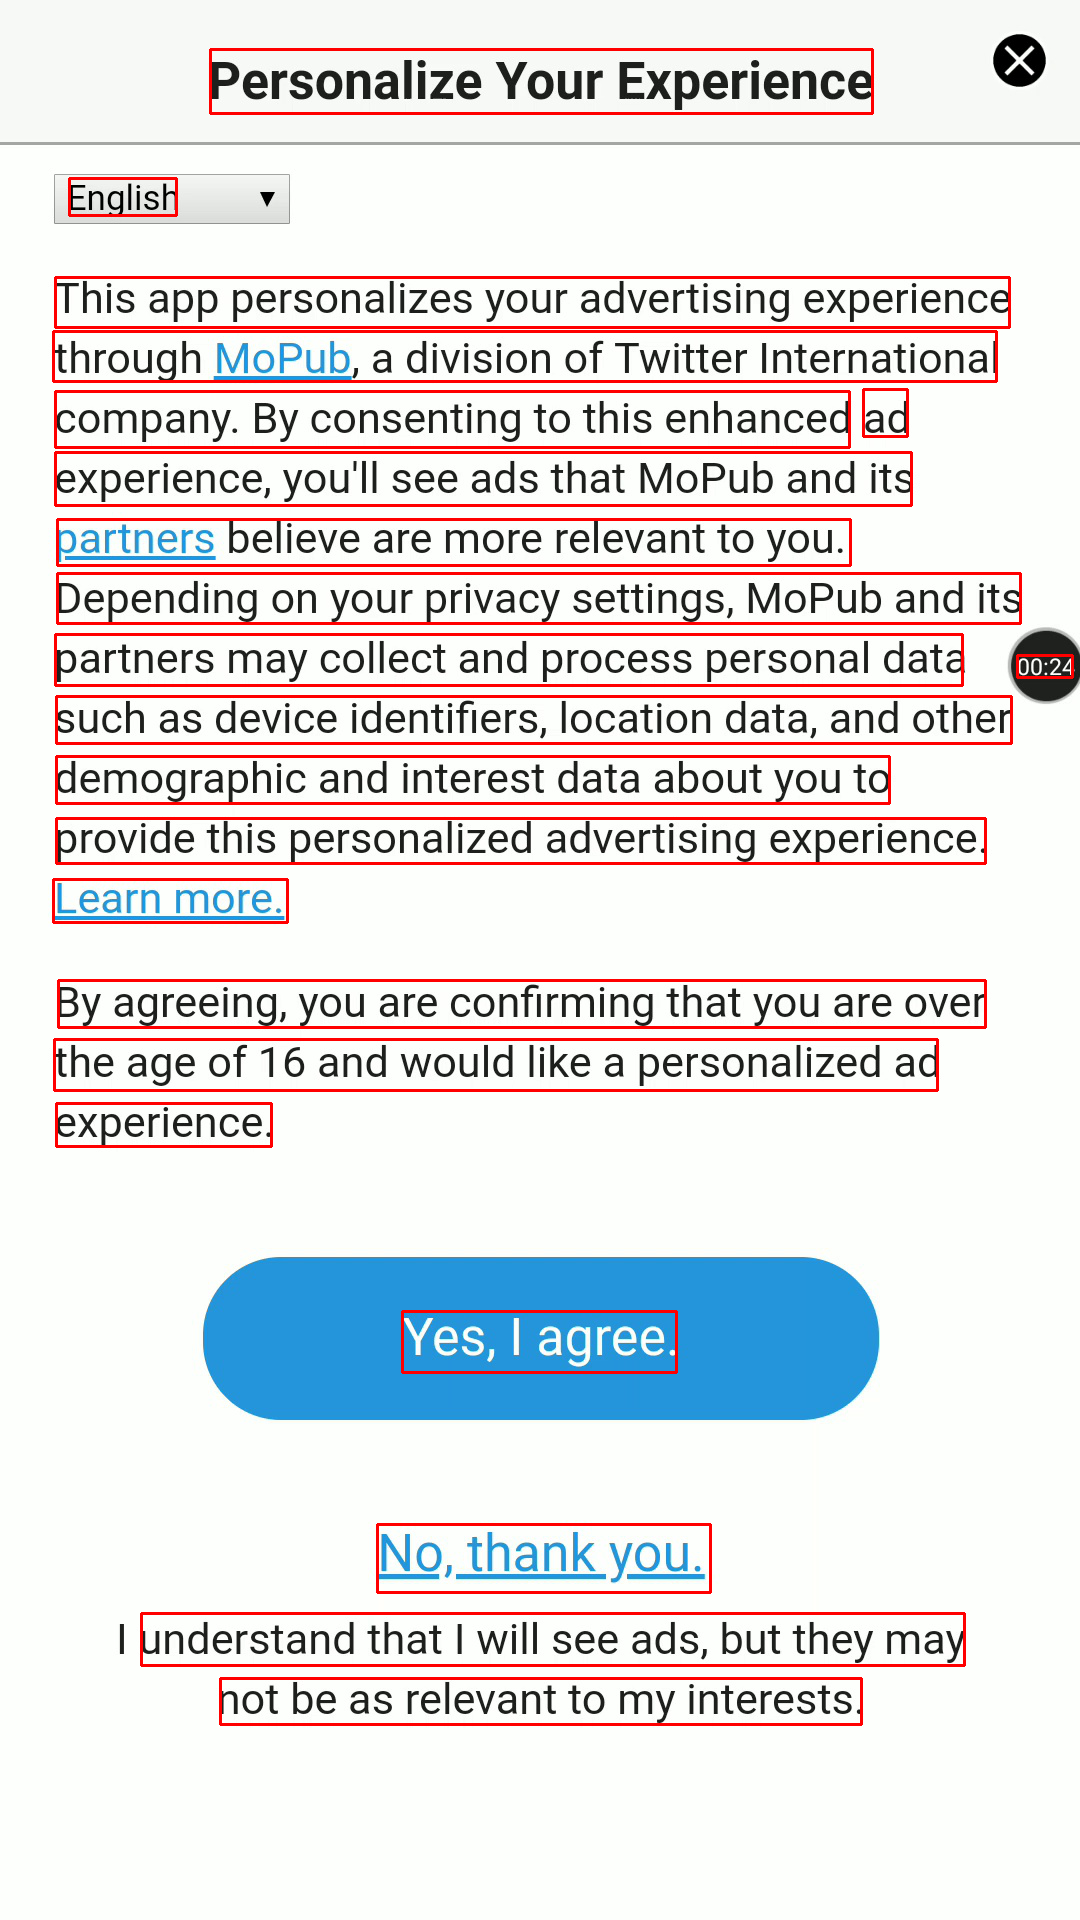 Personalize Your Experience
English
This app personalizes your advertising experience
through MoPub, a division of Twitter International
company. By consenting to this enhanced ad
experience, you'll see ads that MoPub and its
partners believe are more relevant to you.
Depending on your privacy settings, MoPub and its
partners may collect and process personal data
00:24
such as device identifiers, location data, and other
demographic and interest data about you to
provide this personalized advertising experience.
Learn more.
By agreeing, you are confirming that you are over
the age of 16 and would like a personalized ad
experience.
Yes, I agree.
No, thank you.
I understand that I will see ads, but they may
not be as relevant to my interests.